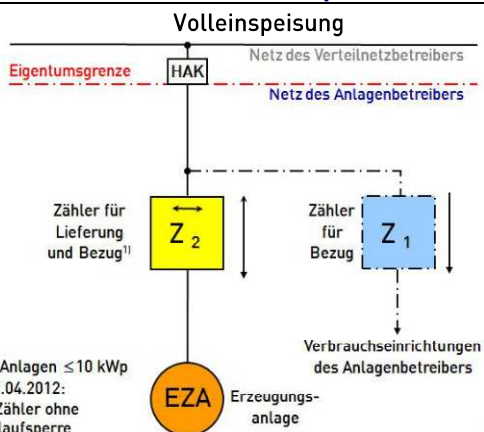 Volleinspeisung
Netz des Verteilnetzbetreibers
Eigentumsgrenze
HAK
Netz des Anlagenbetreibers
Zähler für
Lieferung
und Bezug¹⁾
Z 2
Zähler
für
Bezug
Z 1
Verbrauchseinrichtungen
des Anlagenbetreibers
Anlagen ≤10 kWp
.04.2012:
Zähler ohne
EZA
Erzeugungs-
anlage